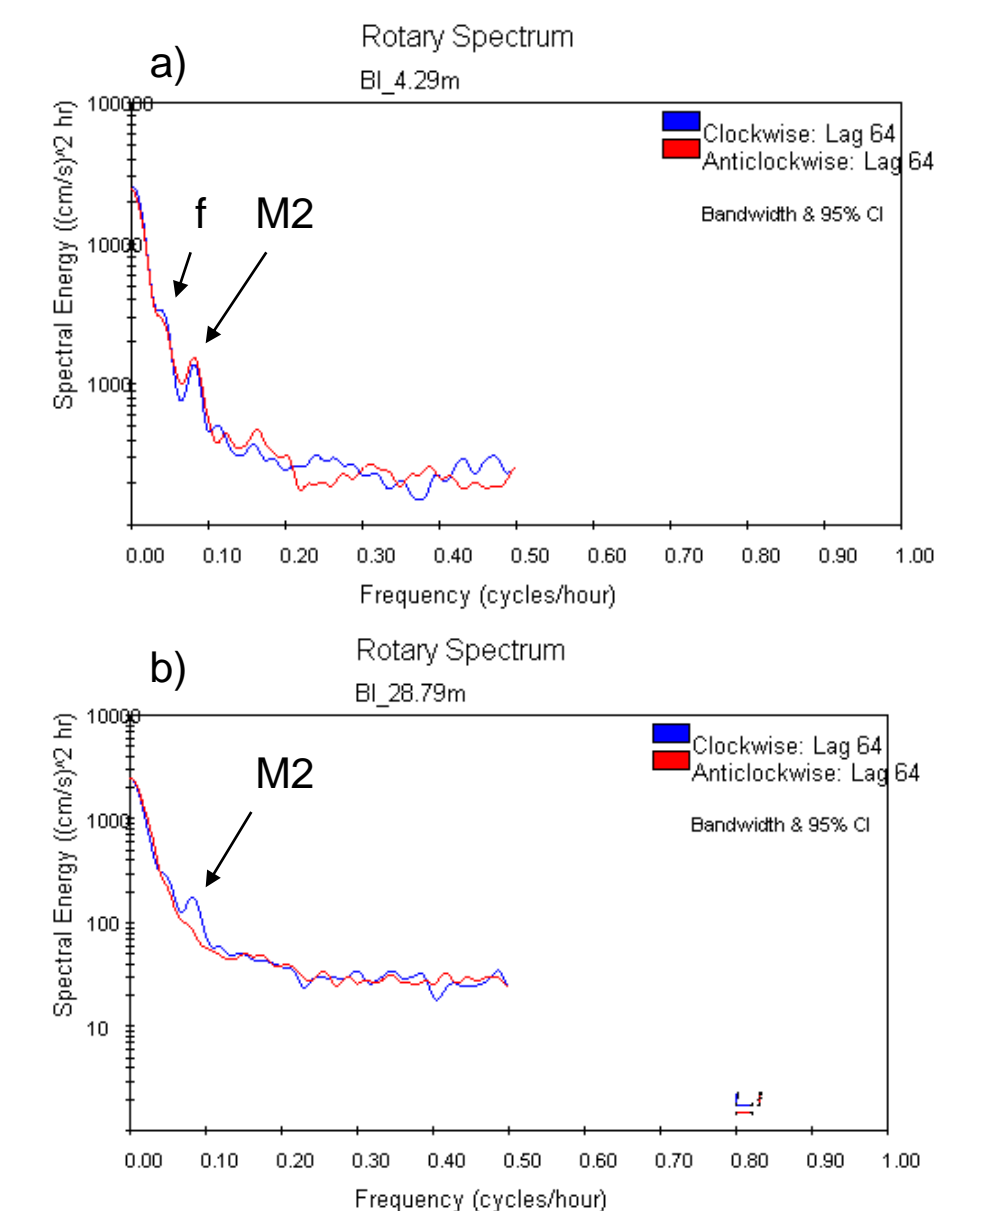 a)
Rotary Spectrum
BI_4.29m
Spectral Energy ((cm/s)^2 hr)
100000
10000
1000
f
M2
Clockwise: Lag 64
Anticlockwise: Lag 64
Bandwidth & 95% CI
0.00 0.10 0.20 0.30 0.40 0.50 0.60 0.70 0.80 0.90 1.00
Frequency (cycles/hour)
b)
Rotary Spectrum
BI_28.79m
Spectral Energy ((cm/s)^2 hr)
10000
1000
100
10
M2
Clockwise: Lag 64
Anticlockwise: Lag 64
Bandwidth & 95% CI
0.00 0.10 0.20 0.30 0.40 0.50 0.60 0.70 0.80 0.90 1.00
Frequency (cycles/hour)